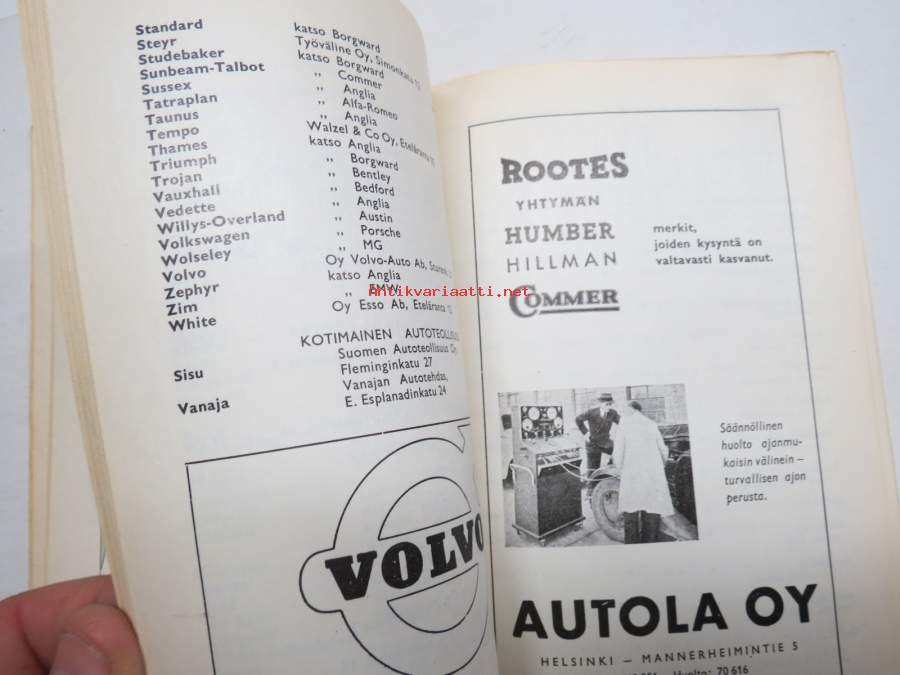 Standard katso Borgward
Steyr Työväline Oy, Simonkatu
Studebaker katso Borgward
Sunbeam-Talbot ,, Commer
Sussex ,, Anglia
Tatraplan ,, Alfa-Romeo
Taunus ,, Anglia
Tempo Walzel & Co Oy, Eteläranta
Thames katso Anglia
Triumph ,, Borgward
Trojan ,, Bentley
Vauxhall ,, Bedford
Vedette ,, Anglia
Willys-Overland ,, Austin
Volkswagen ,, Porsche
Wolseley ,, MG
Volvo Oy Volvo-Auto Ab,
Zephyr katso Anglia
Zim ,, EMW
White Oy Esso Ab, Eteläranta
KOTIMAINEN AUTOTEOLLISUU
Sisu Suomen Autoteollisuus Oy
Fleminginkatu 27
Vanaja Vanajan Autotehdas,
E. Esplanadinkatu 24
VOLVO
ROOTES
YHTYMÄN
HUMBER
HILLMAN
COMMER
merkit,
joiden kysyntä on
valtavasti kasvanut.
Säännöllinen
huolto ajanmu-
kaisin välinein –
turvallisen ajon
perusta.
AUTOLA OY
HELSINKI – MANNERHEIMINTIE 5
Huolto: 70 616
Antikvariaatti.net